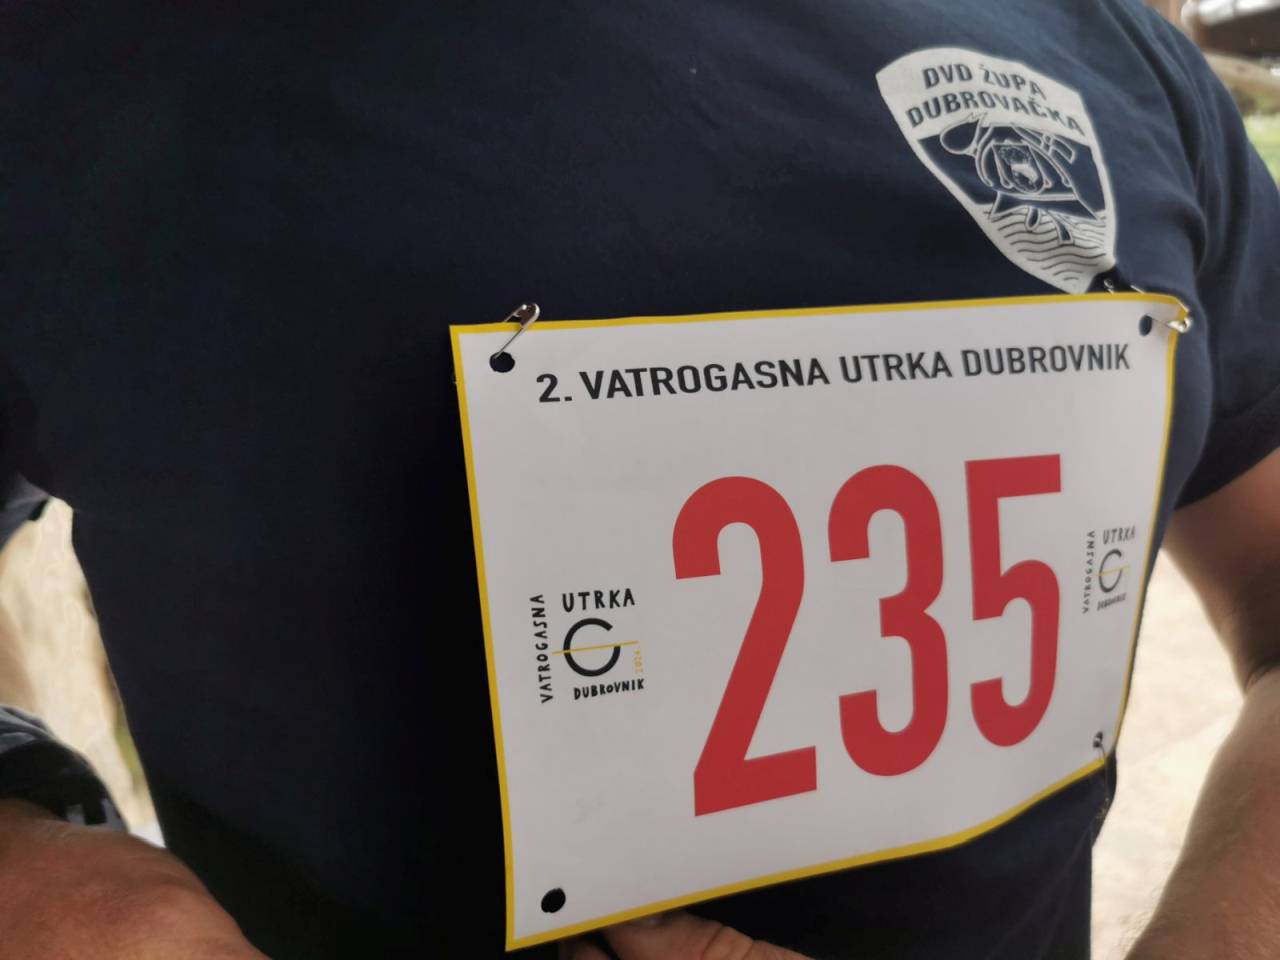 DVD ŽUPA
DUBROVAČKA
2. VATROGASNA UTRKA DUBROVNIK
235
VATROGASNA
UTRKA
2024.
DUBROVNIK
VATROGASNA
UTRKA
DUBROVNIK